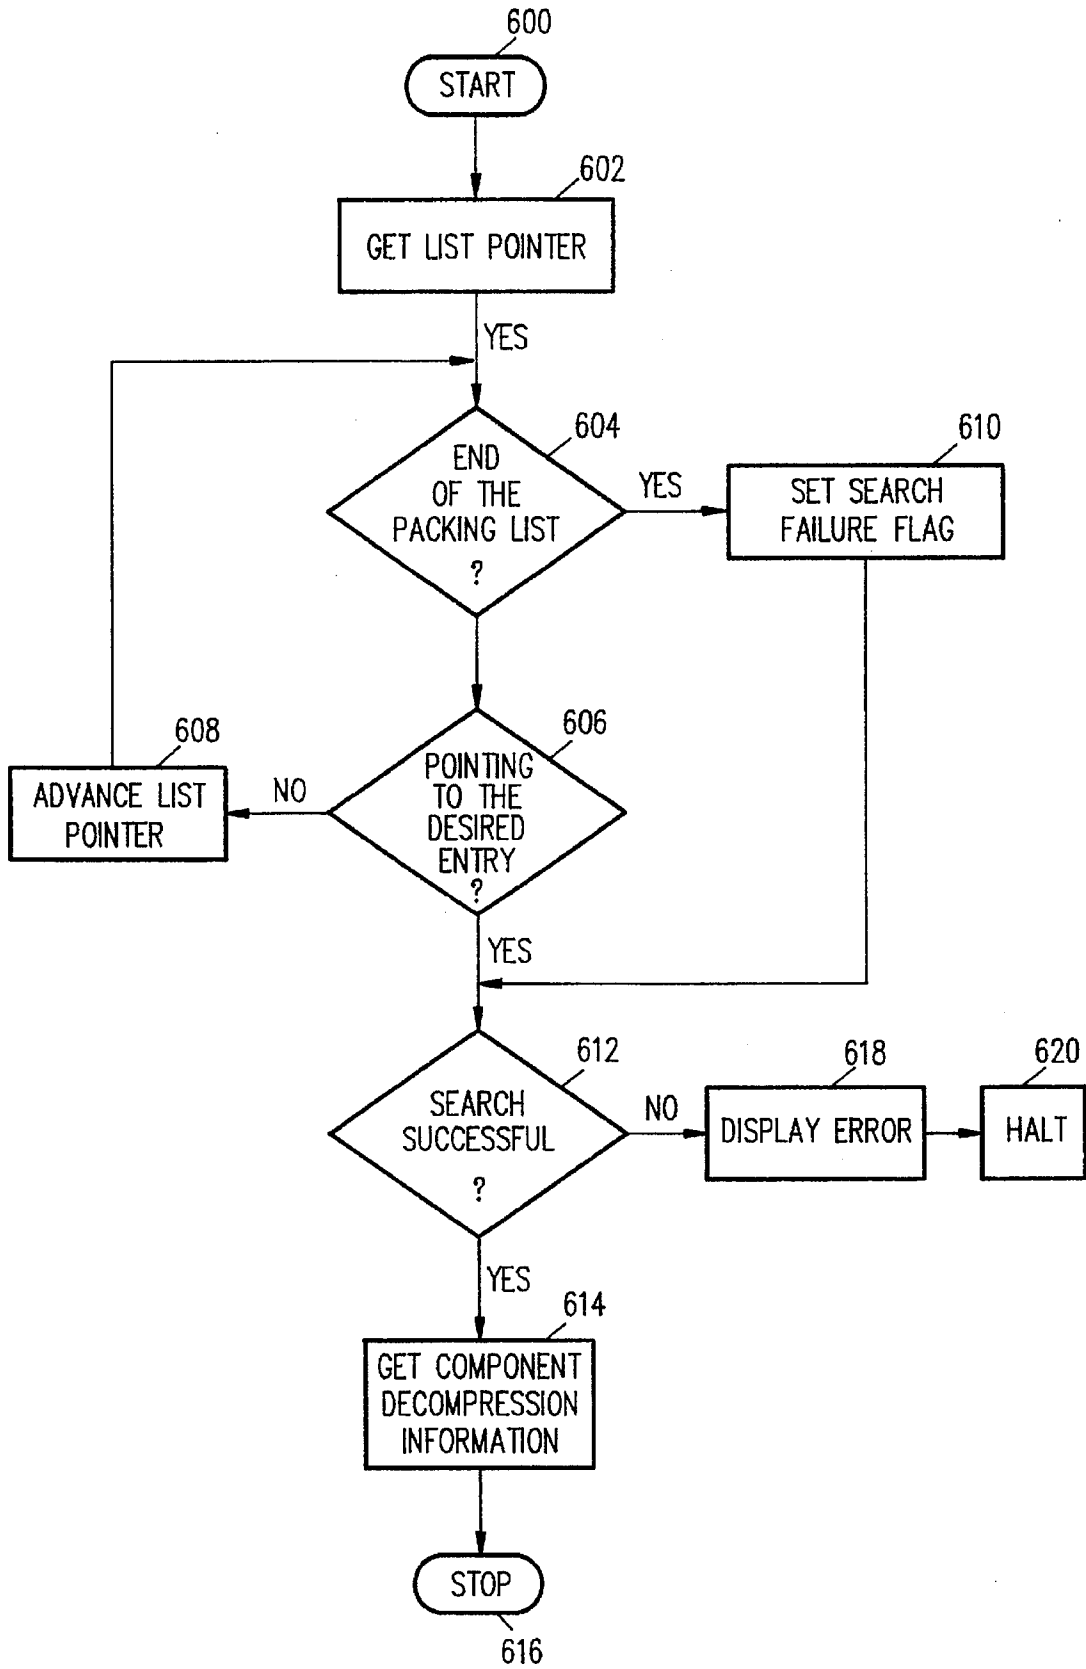 600
START
602
GET LIST POINTER
YES
604
END
OF THE
PACKING LIST
?
YES
610
SET SEARCH
FAILURE FLAG
606
POINTING
TO THE
DESIRED
ENTRY
?
NO
608
ADVANCE LIST
POINTER
YES
612
SEARCH
SUCCESSFUL
?
NO
618
DISPLAY ERROR
620
HALT
YES
614
GET COMPONENT
DECOMPRESSION
INFORMATION
STOP
616